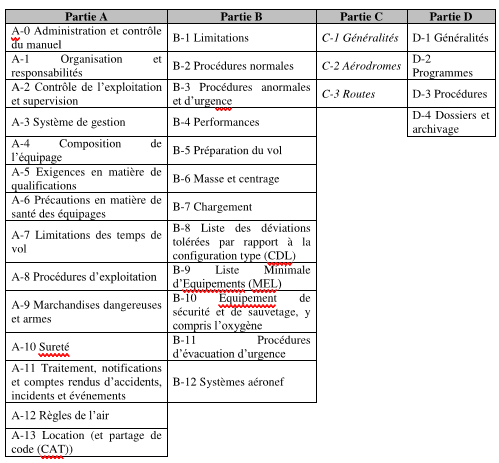 Partie A
Partie B
Partie C
Partie D
A-0 Administration et contrôle
du manuel
B-1 Limitations
C-1 Généralités
D-1 Généralités
A-1 Organisation et
responsabilités
B-2 Procédures normales
C-2 Aérodromes
D-2
Programmes
A-2 Contrôle de l'exploitation
et supervision
B-3 Procédures anormales
et d'urgence
C-3 Routes
D-3 Procédures
A-3 Système de gestion
B-4 Performances
D-4 Dossiers et
archivage
A-4 Composition de
l'équipage
B-5 Préparation du vol
A-5 Exigences en matière de
qualifications
B-6 Masse et centrage
A-6 Précautions en matière de
santé des équipages
B-7 Chargement
A-7 Limitations des temps de
vol
B-8 Liste des déviations
tolérées par rapport à la
configuration type (CDL)
A-8 Procédures d'exploitation
B-9 Liste Minimale
d'Equipements (MEL)
A-9 Marchandises dangereuses
et armes
B-10 Equipement de
sécurité et de sauvetage, y
compris l'oxygène
A-10 Sureté
B-11 Procédures
d'évacuation d'urgence
A-11 Traitement, notifications
et comptes rendus d'accidents,
incidents et événements
B-12 Systèmes aéronef
A-12 Règles de l'air
A-13 Location (et partage de
code (CAT))